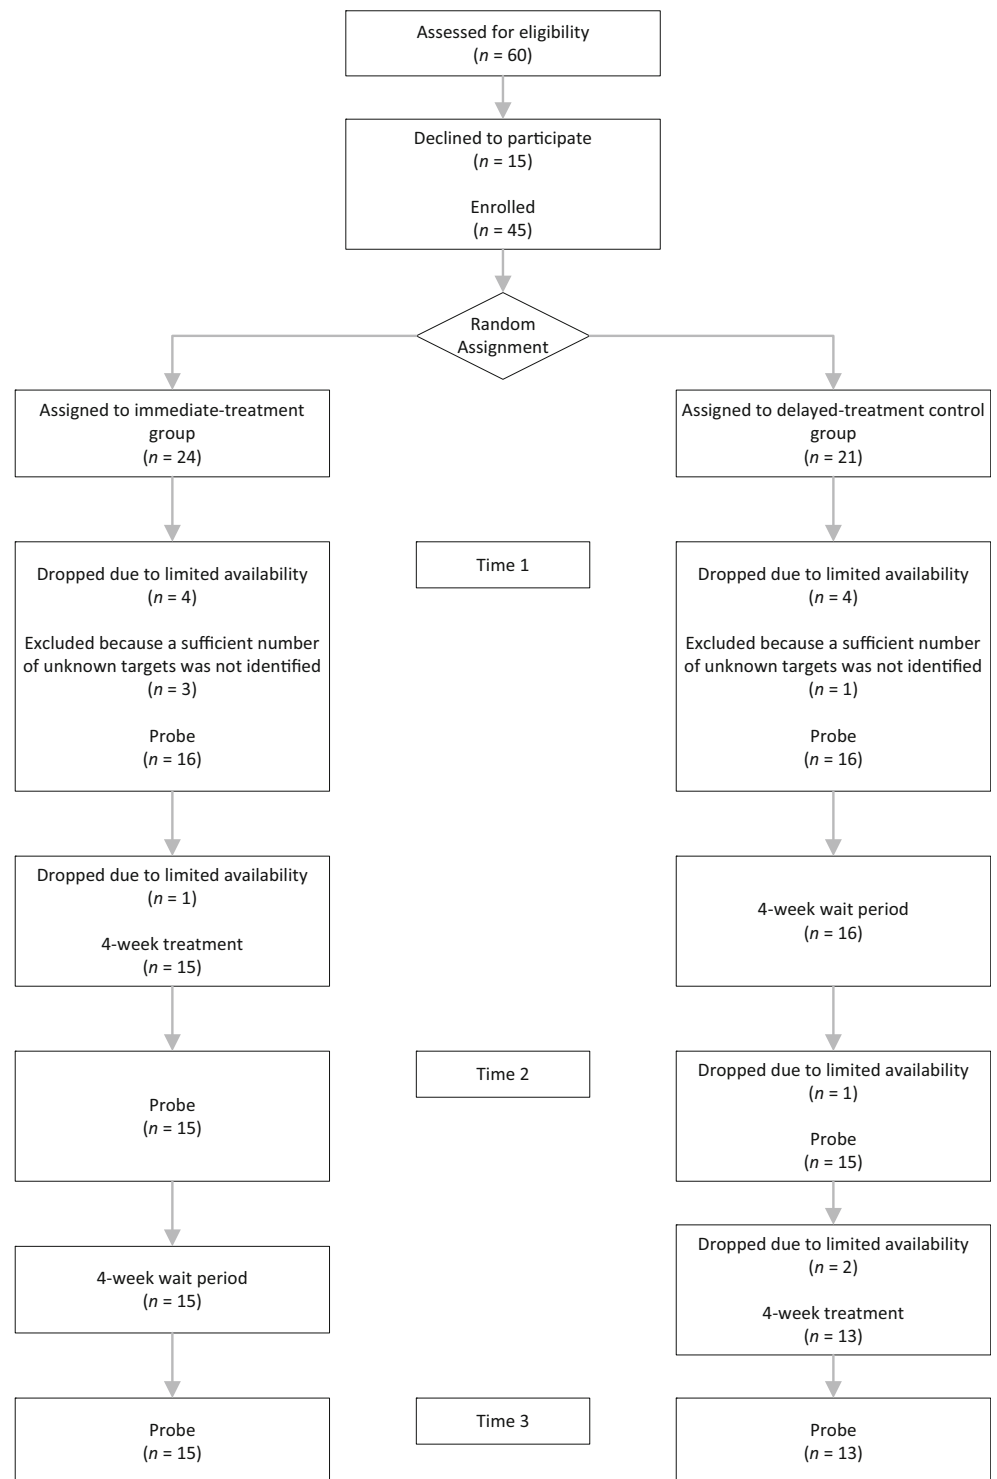 Assessed for eligibility
(n = 60)
Declined to participate
(n = 15)
Enrolled
(n = 45)
Random
Assignment
Assigned to immediate-treatment
group
(n = 24)
Assigned to delayed-treatment control
group
(n = 21)
Dropped due to limited availability
(n = 4)
Excluded because a sufficient number
of unknown targets was not identified
(n = 3)
Probe
(n = 16)
Time 1
Dropped due to limited availability
(n = 4)
Excluded because a sufficient number
of unknown targets was not identified
(n = 1)
Probe
(n = 16)
Dropped due to limited availability
(n = 1)
4-week treatment
(n = 15)
4-week wait period
(n = 16)
Probe
(n = 15)
Time 2
Dropped due to limited availability
(n = 1)
Probe
(n = 15)
4-week wait period
(n = 15)
Dropped due to limited availability
(n = 2)
4-week treatment
(n = 13)
Probe
(n = 15)
Time 3
Probe
(n = 13)